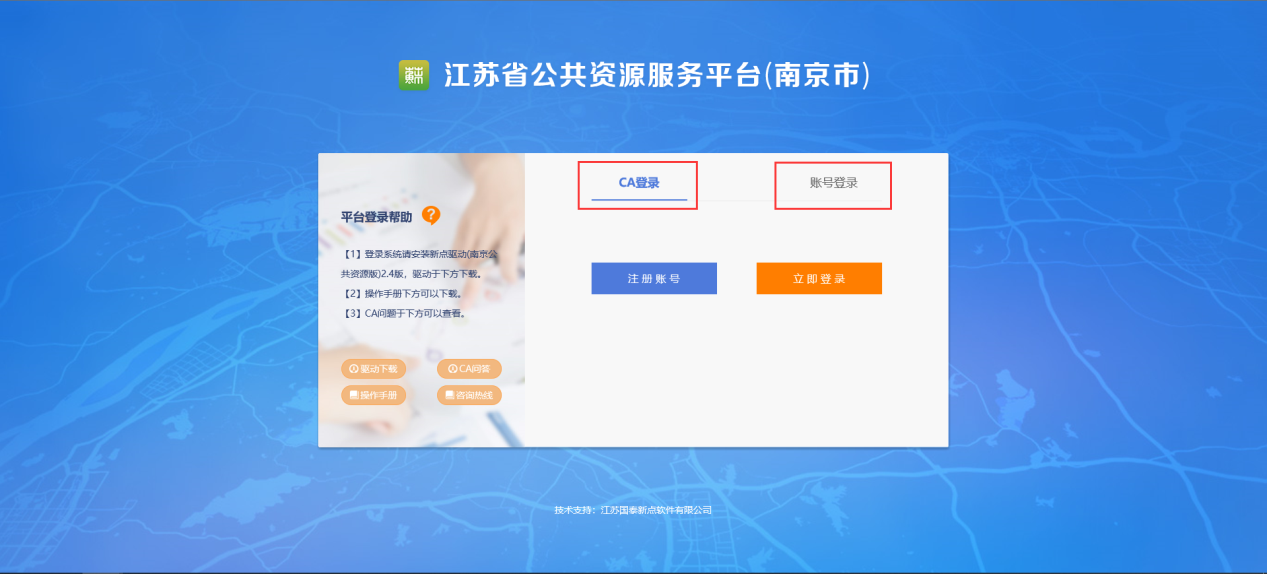 江苏省公共资源服务平台(南京市)
CA登录
账号登录
平台登录帮助 ?
【1】登录系统请安装新点驱动(南京公
共资源版)2.4版，驱动于下方下载。
【2】操作手册下方可以下载。
【3】CA问题于下方可以查看。
注册账号
立即登录
驱动下载
CA问答
操作手册
咨询热线
技术支持：江苏国泰新点软件有限公司